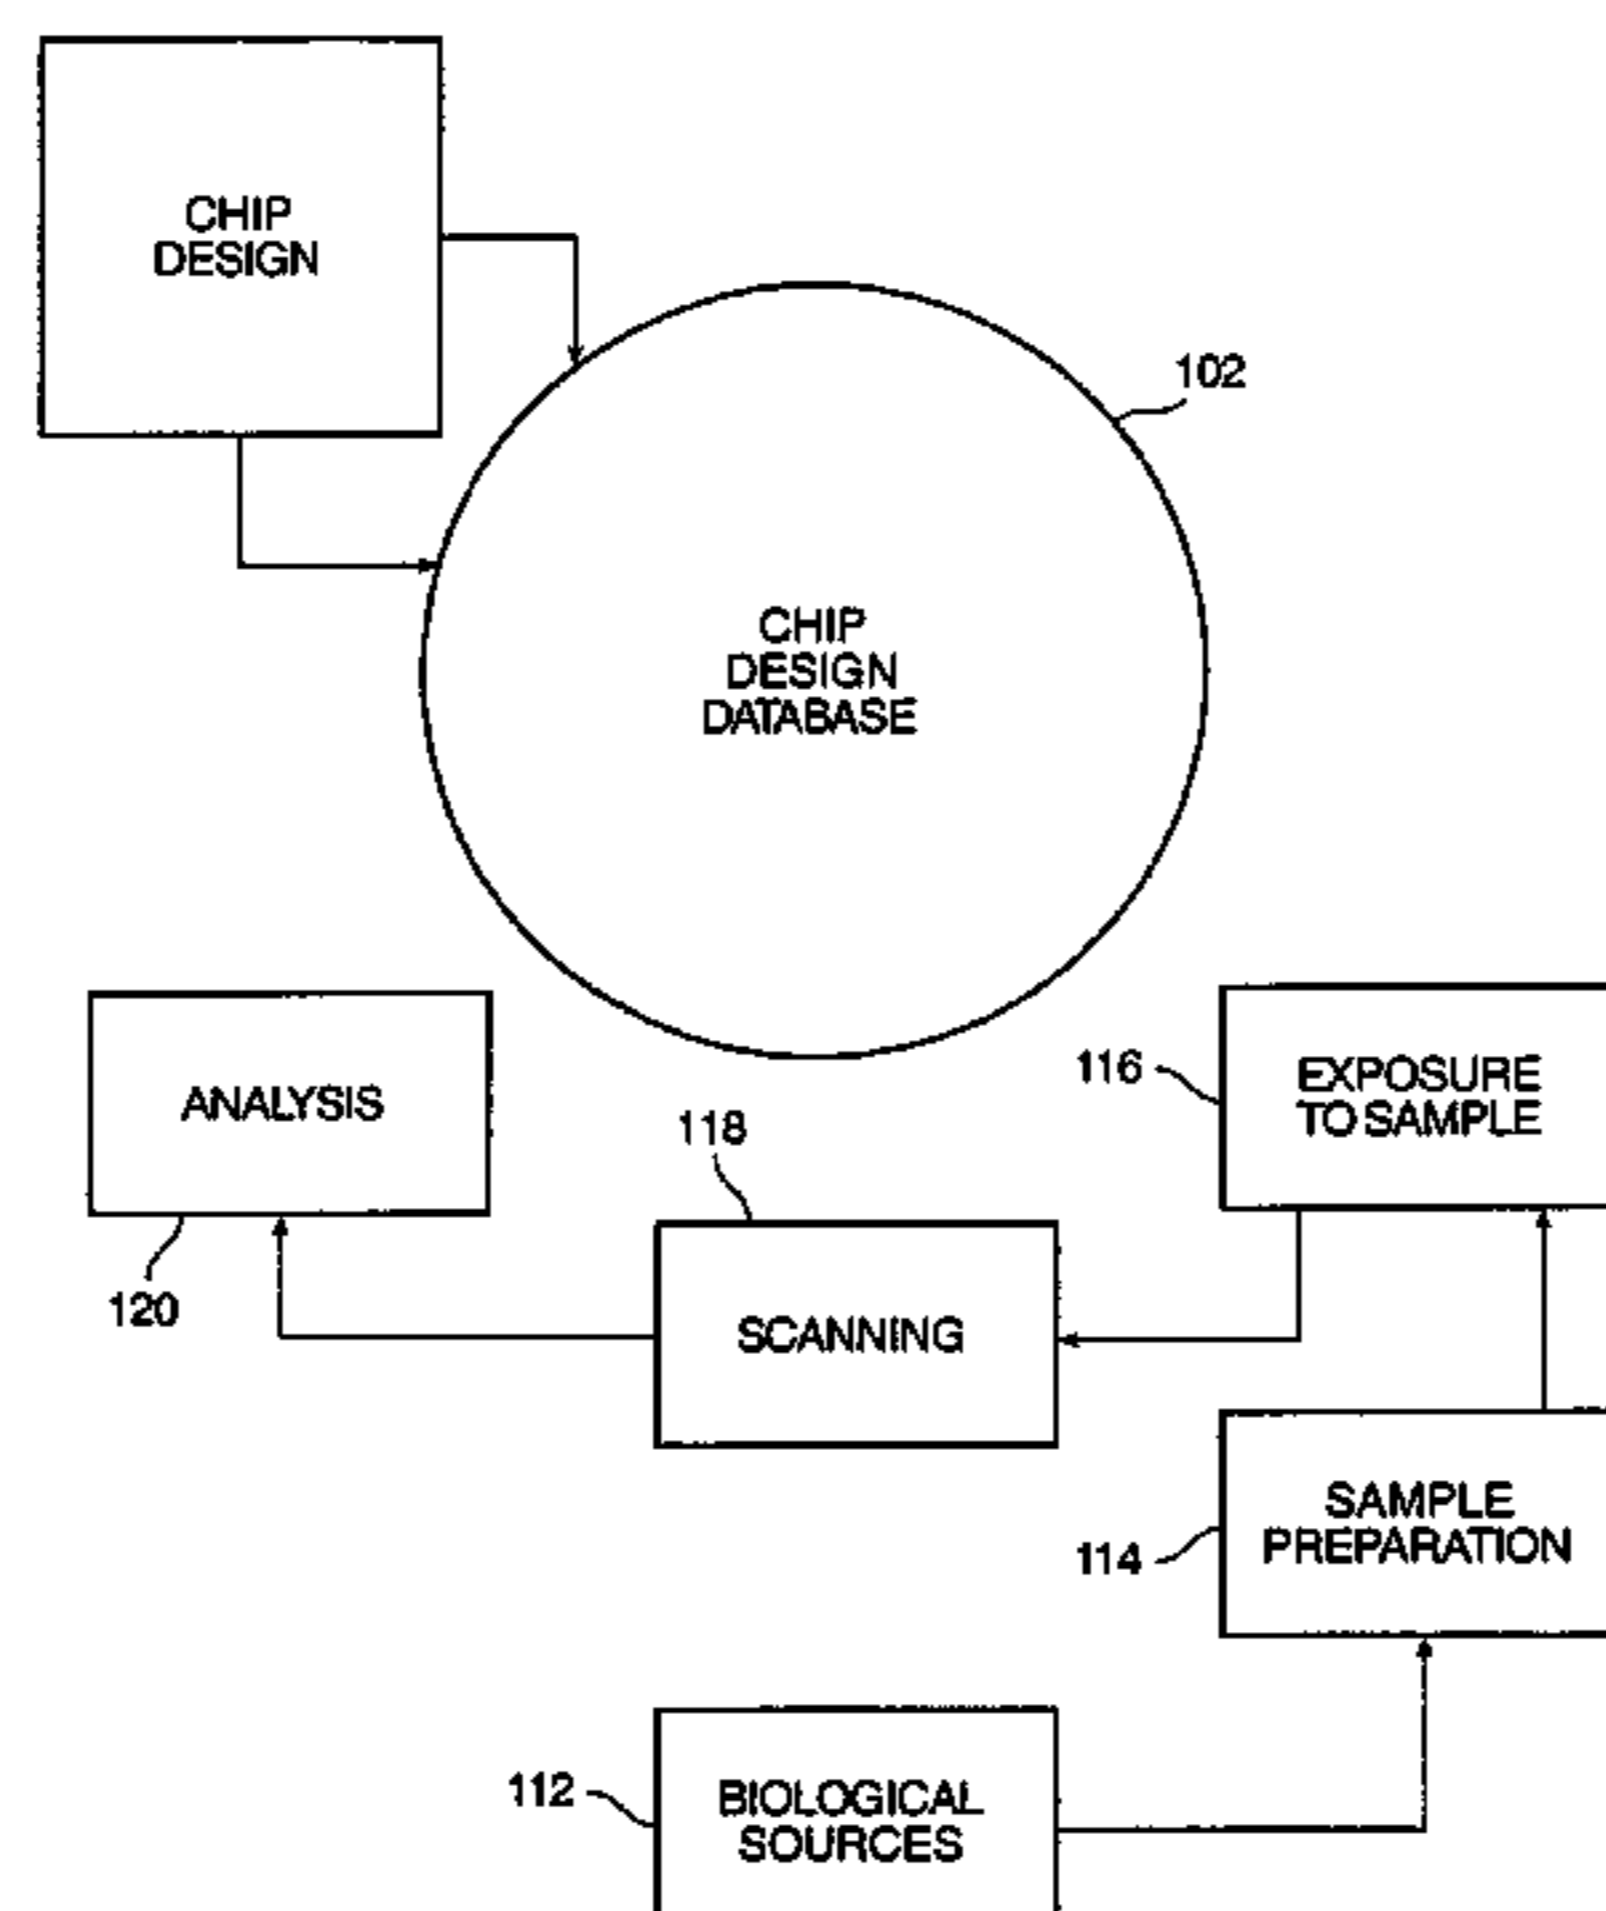 CHIP
DESIGN
102
CHIP
DESIGN
DATABASE
116
EXPOSURE
TO SAMPLE
ANALYSIS
118
120
SCANNING
SAMPLE
PREPARATION
114
112
BIOLOGICAL
SOURCES